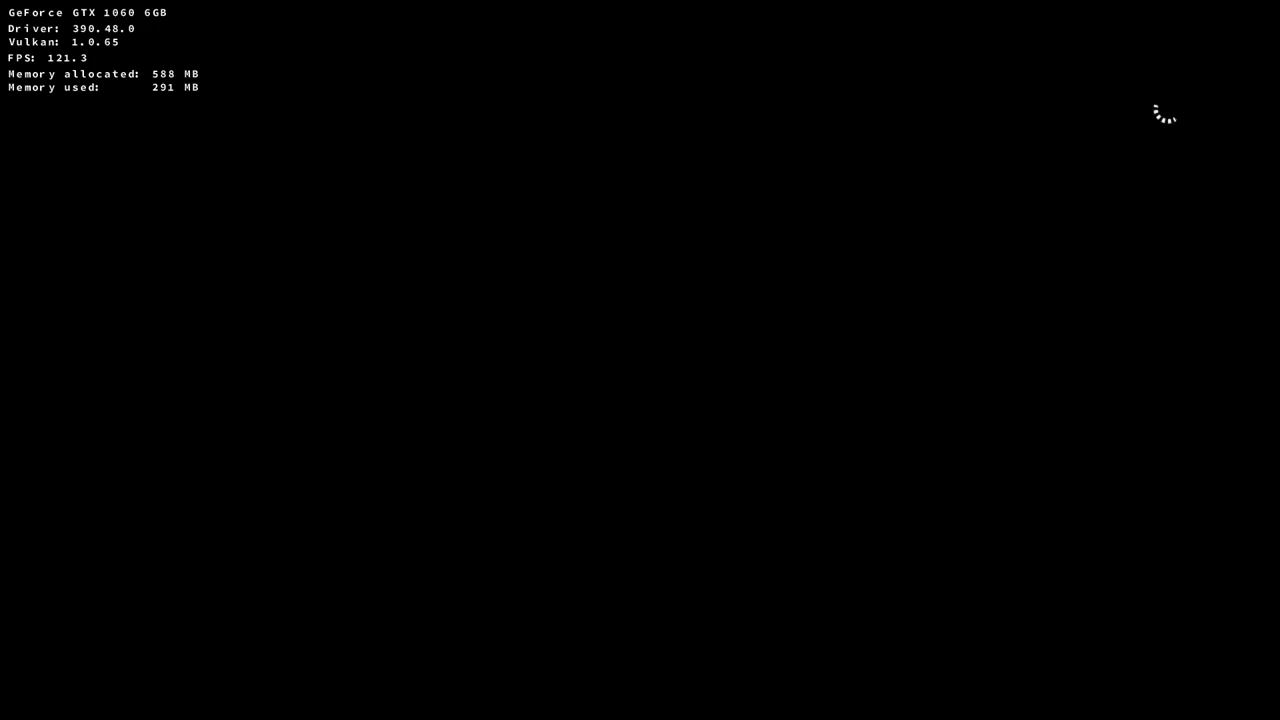 GeForce GTX 1060 6GB
Driver: 390.48.0
Vulkan: 1.0.65
FPS: 121.3
Memory allocated: 588 MB
Memory used: 291 MB